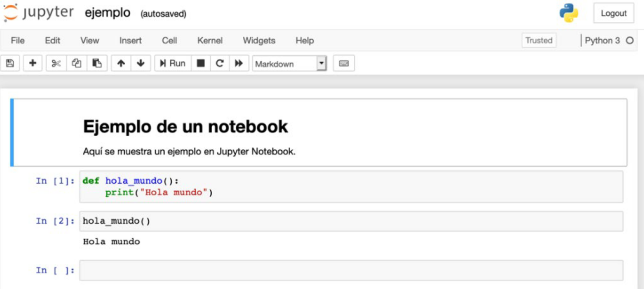 jupyter ejemplo (autosaved)
Logout
File Edit View Insert Cell Kernel Widgets Help
Trusted
Python 3
Run
Markdown
Ejemplo de un notebook
Aquí se muestra un ejemplo en Jupyter Notebook.
In [1]: def hola_mundo():
print("Hola mundo")
In [2]: hola_mundo()
Hola mundo
In [ ]: